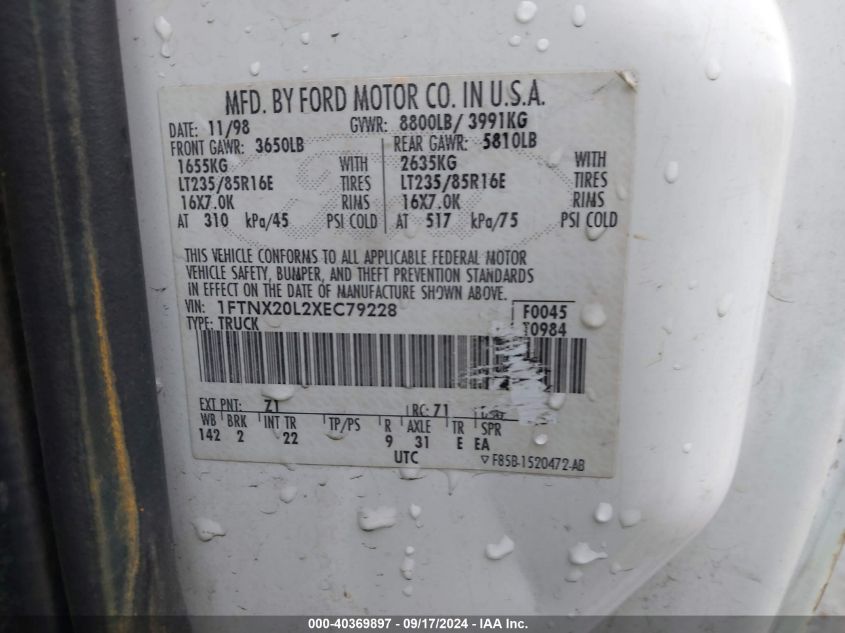 MFD. BY FORD MOTOR CO. IN U.S.A.
DATE: 11/98 GVWR: 8800LB/ 3991KG
FRONT GAWR: 3650LB REAR GAWR: 5810LB
1655KG WITH 2635KG WITH
LT235/85R16E TIRES LT235/85R16E TIRES
16X7.0K RIMS 16X7.0K RIMS
AT 310 kPa/45 PSI COLD AT 517 kPa/75 PSI COLD
THIS VEHICLE CONFORMS TO ALL APPLICABLE FEDERAL MOTOR
VEHICLE SAFETY, BUMPER, AND THEFT PREVENTION STANDARDS
IN EFFECT ON THE DATE OF MANUFACTURE SHOWN ABOVE.
VIN: 1FTNX20L2XEC79228 F0045
TYPE: TRUCK T0984
EXT PNT: Z1 RC: 71
WB BRK INT TR TP/PS R AXLE TR SPR
142 2 22 9 31 E EA
UTC F85B-1520472-AB
000-40369897 - 09/17/2024 - IAA Inc.